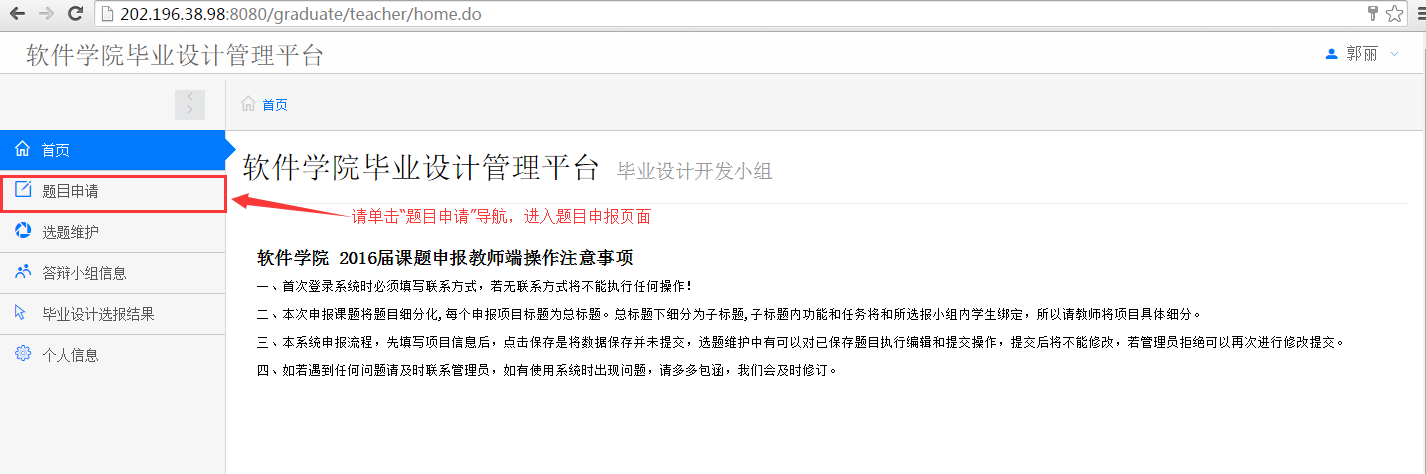 202.196.38.98:8080/graduate/teacher/home.do
软件学院毕业设计管理平台
郭丽
首页
首页
题目申请
选题维护
答辩小组信息
毕业设计选报结果
个人信息
软件学院毕业设计管理平台 毕业设计开发小组
请单击“题目申请”导航，进入题目申报页面
软件学院 2016届课题申报教师端操作注意事项
一、首次登录系统时必须填写联系方式，若无联系方式将不能执行任何操作！
二、本次申报课题将题目细分化,每个申报项目标题为总标题。总标题下细分为子标题,子标题内功能和任务将和所选报小组内学生绑定，所以请教师将项目具体细分。
三、本系统申报流程，先填写项目信息后，点击保存是将数据保存并未提交，选题维护中有可以对已保存题目执行编辑和提交操作，提交后将不能修改，若管理员拒绝可以再次进行修改提交。
四、如若遇到任何问题请及时联系管理员，如有使用系统时出现问题，请多多包涵，我们会及时修订。